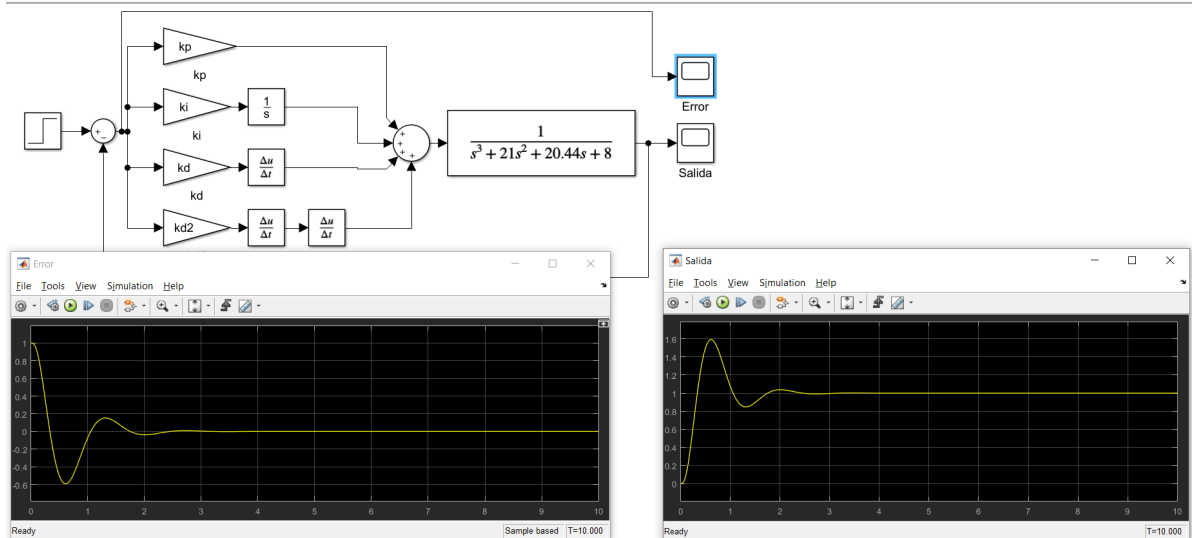 kp
kp
ki
1/s
ki
kd
Δu/Δt
kd
kd2
Δu/Δt
Δu/Δt
+
−
+
+
+
+
1
s³ + 21s² + 20.44s + 8
Error
Salida
Error
File Tools View Simulation Help
1
0.8
0.6
0.4
0.2
0
-0.2
-0.4
-0.6
0 1 2 3 4 5 6 7 8 9 10
Ready Sample based T=10.000
Salida
File Tools View Simulation Help
1.6
1.4
1.2
1
0.8
0.6
0.4
0.2
0
0 1 2 3 4 5 6 7 8 9 10
Ready T=10.000